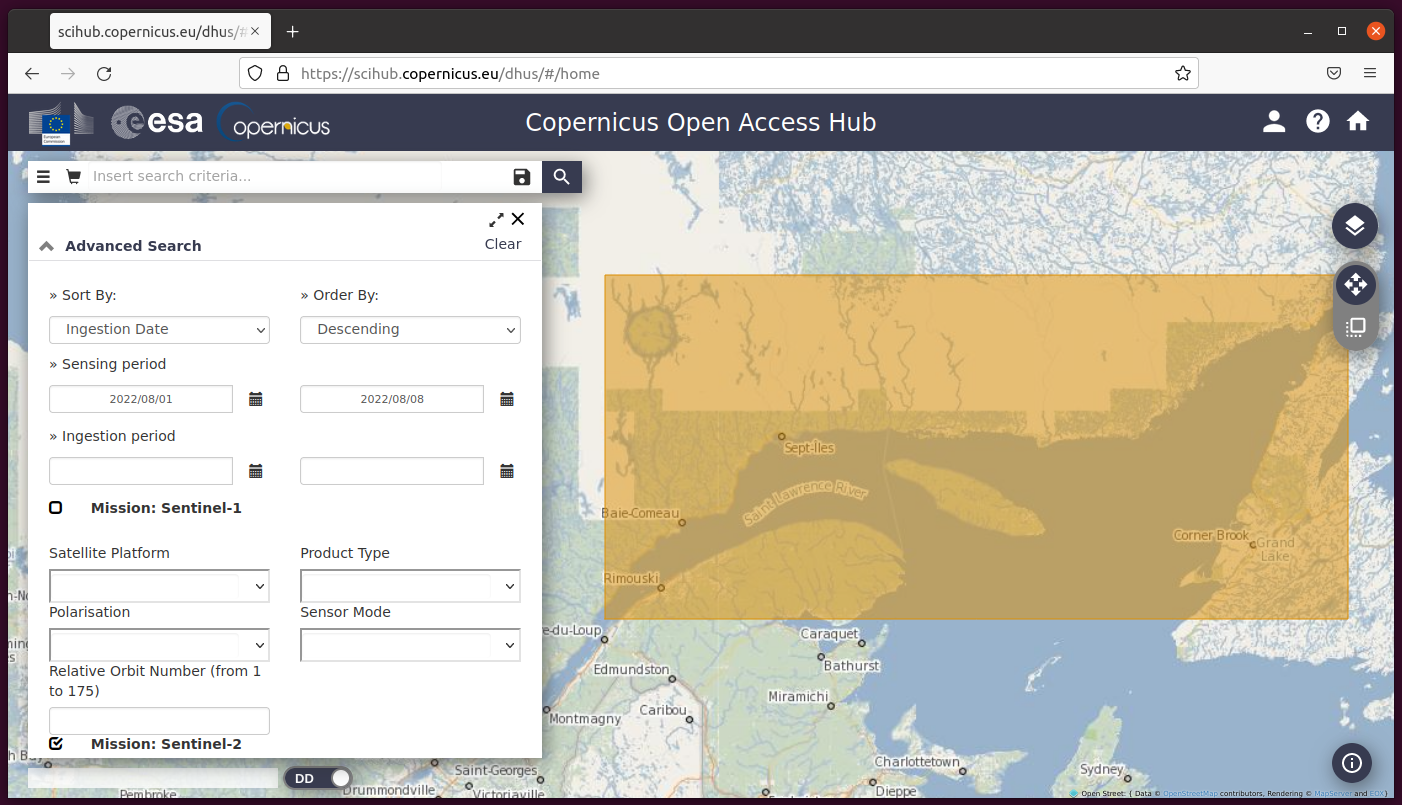 scihub.copernicus.eu/dhus/#
https://scihub.copernicus.eu/dhus/#/home
European Commission
esa
opernicus
Copernicus Open Access Hub
Insert search criteria...
Advanced Search
Clear
» Sort By:
» Order By:
Ingestion Date
Descending
» Sensing period
2022/08/01
2022/08/08
» Ingestion period
Mission: Sentinel-1
Satellite Platform
Product Type
Polarisation
Sensor Mode
Relative Orbit Number (from 1
to 175)
Mission: Sentinel-2
DD
Sept-Iles
Saint Lawrence River
Baie-Comeau
Corner Brook
Grand
Lake
Rimouski
e-du-Loup
Caraquet
Edmundston
Bathurst
Miramichi
Caribou
Montmagny
Charlottetown
Sydney
Saint-Georges
Drummondville
Victoriaville
Dieppe
Pembroke
Open Street: { Data © OpenStreetMap contributors, Rendering © MapServer and EOX}